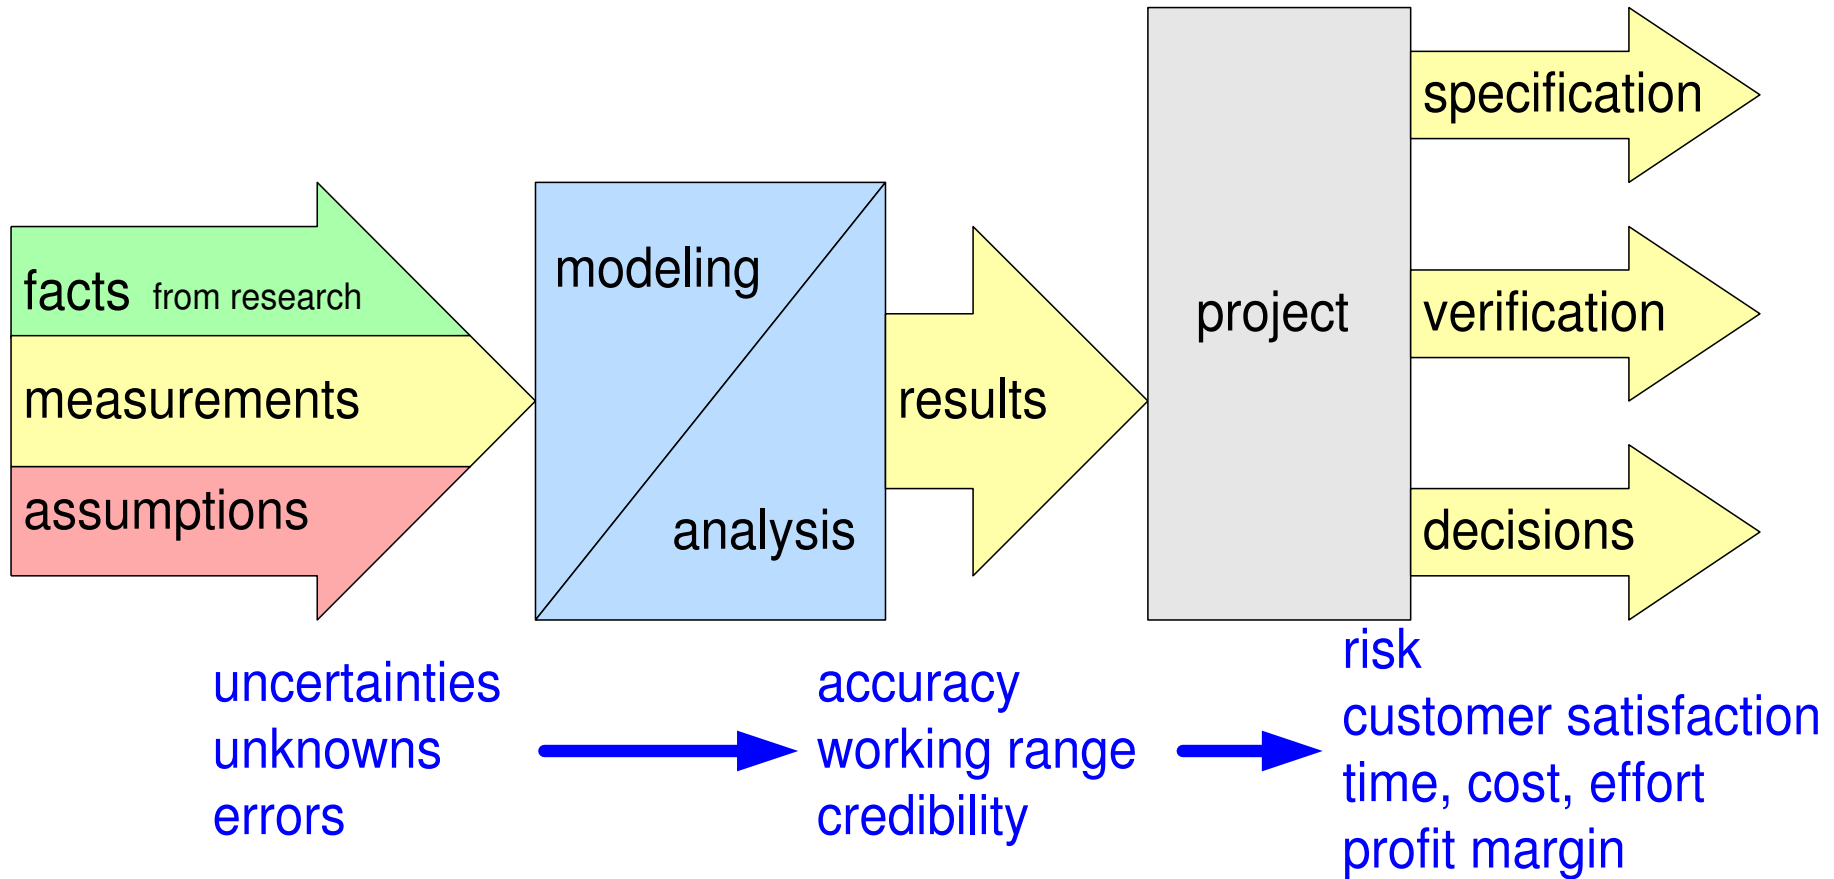 facts from research
measurements
assumptions
modeling
analysis
results
project
specification
verification
decisions
uncertainties
unknowns
errors
accuracy
working range
credibility
risk
customer satisfaction
time, cost, effort
profit margin